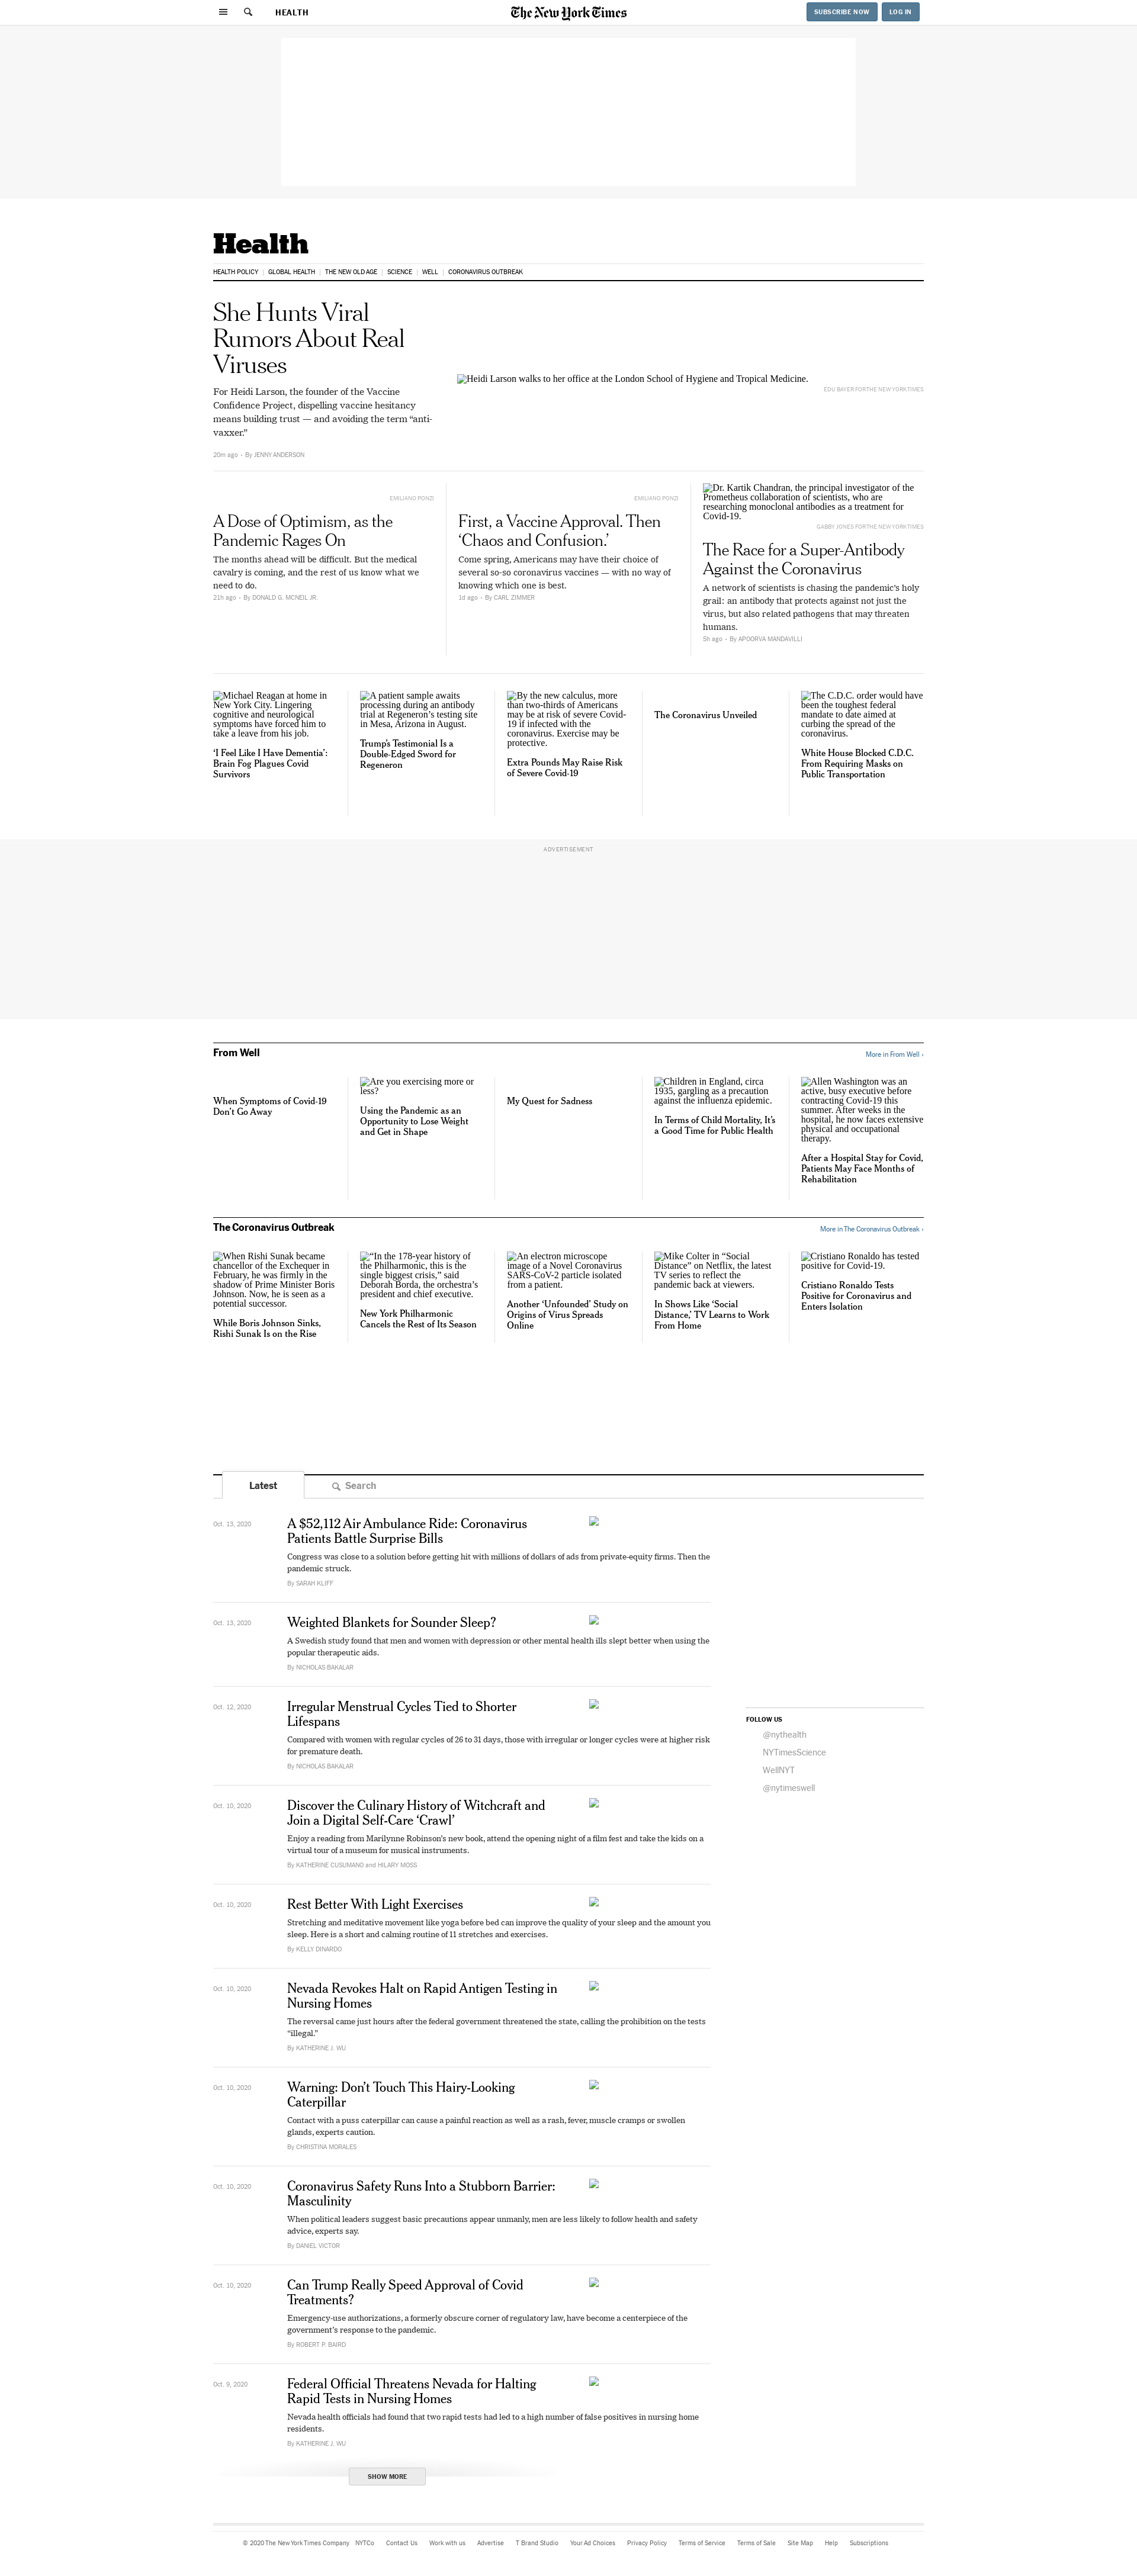 HEALTH
The New York Times
SUBSCRIBE NOW
LOG IN
Health
HEALTH POLICY
GLOBAL HEALTH
THE NEW OLD AGE
SCIENCE
WELL
CORONAVIRUS OUTBREAK
She Hunts Viral
Rumors About Real
Viruses
For Heidi Larson, the founder of the Vaccine
Confidence Project, dispelling vaccine hesitancy
means building trust — and avoiding the term “anti-
vaxxer.”
20m ago • By JENNY ANDERSON
Heidi Larson walks to her office at the London School of Hygiene and Tropical Medicine.
EDU BAYER FOR THE NEW YORK TIMES
EMILIANO PONZI
A Dose of Optimism, as the
Pandemic Rages On
The months ahead will be difficult. But the medical
cavalry is coming, and the rest of us know what we
need to do.
21h ago • By DONALD G. MCNEIL JR.
EMILIANO PONZI
First, a Vaccine Approval. Then
‘Chaos and Confusion.’
Come spring, Americans may have their choice of
several so-so coronavirus vaccines — with no way of
knowing which one is best.
1d ago • By CARL ZIMMER
Dr. Kartik Chandran, the principal investigator of the
Prometheus collaboration of scientists, who are
researching monoclonal antibodies as a treatment for
Covid-19.
GABBY JONES FOR THE NEW YORK TIMES
The Race for a Super-Antibody
Against the Coronavirus
A network of scientists is chasing the pandemic’s holy
grail: an antibody that protects against not just the
virus, but also related pathogens that may threaten
humans.
5h ago • By APOORVA MANDAVILLI
Michael Reagan at home in
New York City. Lingering
cognitive and neurological
symptoms have forced him to
take a leave from his job.
‘I Feel Like I Have Dementia’:
Brain Fog Plagues Covid
Survivors
A patient sample awaits
processing during an antibody
trial at Regeneron’s testing site
in Mesa, Arizona in August.
Trump’s Testimonial Is a
Double-Edged Sword for
Regeneron
By the new calculus, more
than two-thirds of Americans
may be at risk of severe Covid-
19 if infected with the
coronavirus. Exercise may be
protective.
Extra Pounds May Raise Risk
of Severe Covid-19
The Coronavirus Unveiled
The C.D.C. order would have
been the toughest federal
mandate to date aimed at
curbing the spread of the
coronavirus.
White House Blocked C.D.C.
From Requiring Masks on
Public Transportation
ADVERTISEMENT
From Well
More in From Well ›
When Symptoms of Covid-19
Don’t Go Away
Are you exercising more or
less?
Using the Pandemic as an
Opportunity to Lose Weight
and Get in Shape
My Quest for Sadness
Children in England, circa
1935, gargling as a precaution
against the influenza epidemic.
In Terms of Child Mortality, It’s
a Good Time for Public Health
Allen Washington was an
active, busy executive before
contracting Covid-19 this
summer. After weeks in the
hospital, he now faces extensive
physical and occupational
therapy.
After a Hospital Stay for Covid,
Patients May Face Months of
Rehabilitation
The Coronavirus Outbreak
More in The Coronavirus Outbreak ›
When Rishi Sunak became
chancellor of the Exchequer in
February, he was firmly in the
shadow of Prime Minister Boris
Johnson. Now, he is seen as a
potential successor.
While Boris Johnson Sinks,
Rishi Sunak Is on the Rise
“In the 178-year history of
the Philharmonic, this is the
single biggest crisis,” said
Deborah Borda, the orchestra’s
president and chief executive.
New York Philharmonic
Cancels the Rest of Its Season
An electron microscope
image of a Novel Coronavirus
SARS-CoV-2 particle isolated
from a patient.
Another ‘Unfounded’ Study on
Origins of Virus Spreads
Online
Mike Colter in “Social
Distance” on Netflix, the latest
TV series to reflect the
pandemic back at viewers.
In Shows Like ‘Social
Distance,’ TV Learns to Work
From Home
Cristiano Ronaldo has tested
positive for Covid-19.
Cristiano Ronaldo Tests
Positive for Coronavirus and
Enters Isolation
Latest
Search
Oct. 13, 2020
A $52,112 Air Ambulance Ride: Coronavirus
Patients Battle Surprise Bills
Congress was close to a solution before getting hit with millions of dollars of ads from private-equity firms. Then the
pandemic struck.
By SARAH KLIFF
Oct. 13, 2020
Weighted Blankets for Sounder Sleep?
A Swedish study found that men and women with depression or other mental health ills slept better when using the
popular therapeutic aids.
By NICHOLAS BAKALAR
Oct. 12, 2020
Irregular Menstrual Cycles Tied to Shorter
Lifespans
Compared with women with regular cycles of 26 to 31 days, those with irregular or longer cycles were at higher risk
for premature death.
By NICHOLAS BAKALAR
FOLLOW US
@nythealth
NYTimesScience
WellNYT
@nytimeswell
Oct. 10, 2020
Discover the Culinary History of Witchcraft and
Join a Digital Self-Care ‘Crawl’
Enjoy a reading from Marilynne Robinson’s new book, attend the opening night of a film fest and take the kids on a
virtual tour of a museum for musical instruments.
By KATHERINE CUSUMANO and HILARY MOSS
Oct. 10, 2020
Rest Better With Light Exercises
Stretching and meditative movement like yoga before bed can improve the quality of your sleep and the amount you
sleep. Here is a short and calming routine of 11 stretches and exercises.
By KELLY DINARDO
Oct. 10, 2020
Nevada Revokes Halt on Rapid Antigen Testing in
Nursing Homes
The reversal came just hours after the federal government threatened the state, calling the prohibition on the tests
“illegal.”
By KATHERINE J. WU
Oct. 10, 2020
Warning: Don’t Touch This Hairy-Looking
Caterpillar
Contact with a puss caterpillar can cause a painful reaction as well as a rash, fever, muscle cramps or swollen
glands, experts caution.
By CHRISTINA MORALES
Oct. 10, 2020
Coronavirus Safety Runs Into a Stubborn Barrier:
Masculinity
When political leaders suggest basic precautions appear unmanly, men are less likely to follow health and safety
advice, experts say.
By DANIEL VICTOR
Oct. 10, 2020
Can Trump Really Speed Approval of Covid
Treatments?
Emergency-use authorizations, a formerly obscure corner of regulatory law, have become a centerpiece of the
government’s response to the pandemic.
By ROBERT P. BAIRD
Oct. 9, 2020
Federal Official Threatens Nevada for Halting
Rapid Tests in Nursing Homes
Nevada health officials had found that two rapid tests had led to a high number of false positives in nursing home
residents.
By KATHERINE J. WU
SHOW MORE
© 2020 The New York Times Company
NYTCo
Contact Us
Work with us
Advertise
T Brand Studio
Your Ad Choices
Privacy Policy
Terms of Service
Terms of Sale
Site Map
Help
Subscriptions